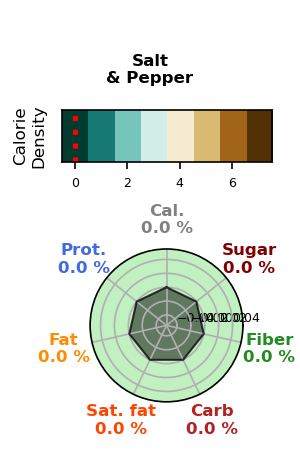 Salt
& Pepper
Calorie
Density
0 2 4 6
Cal.
0.0 %
Prot.
0.0 %
Sugar
0.0 %
Fat
0.0 %
Fiber
0.0 %
Sat. fat
0.0 %
Carb
0.0 %